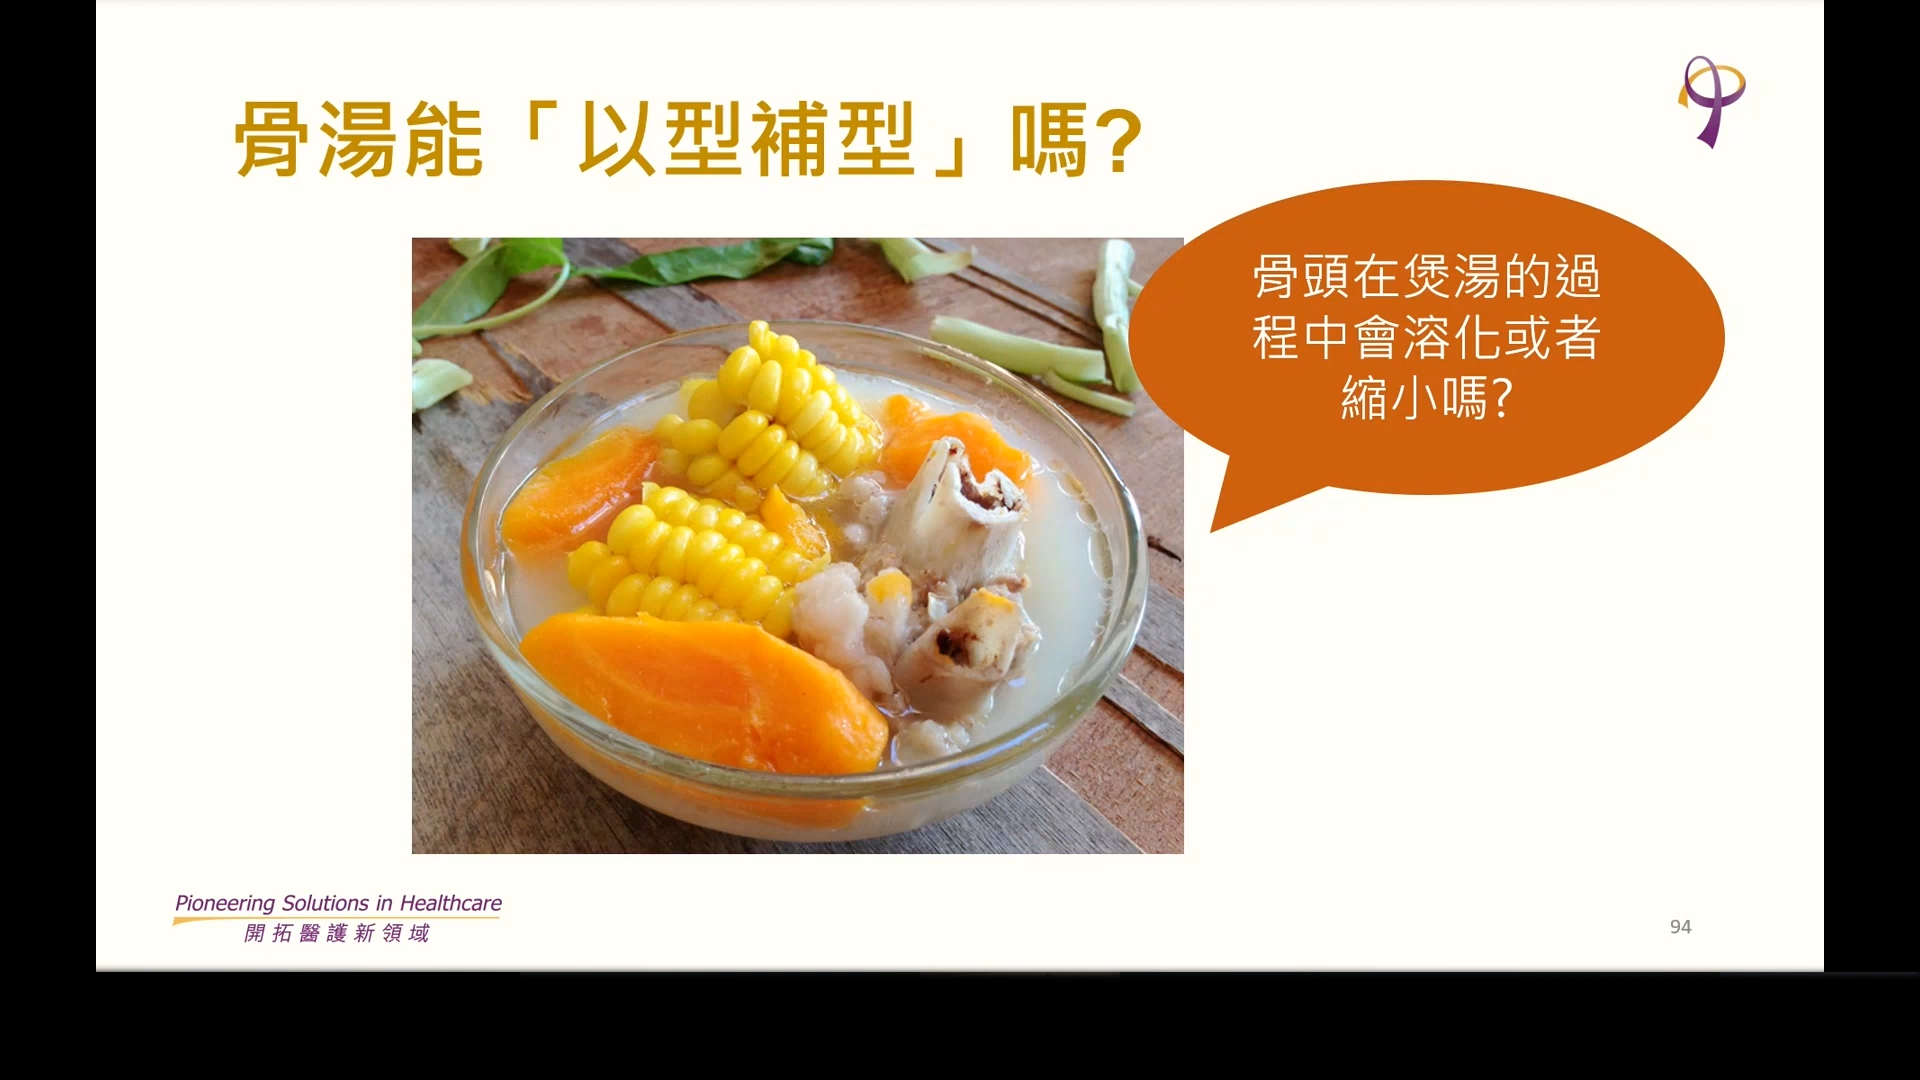 骨湯能「以型補型」嗎?
骨頭在煲湯的過
程中會溶化或者
縮小嗎?
Pioneering Solutions in Healthcare
開拓醫護新領域
94